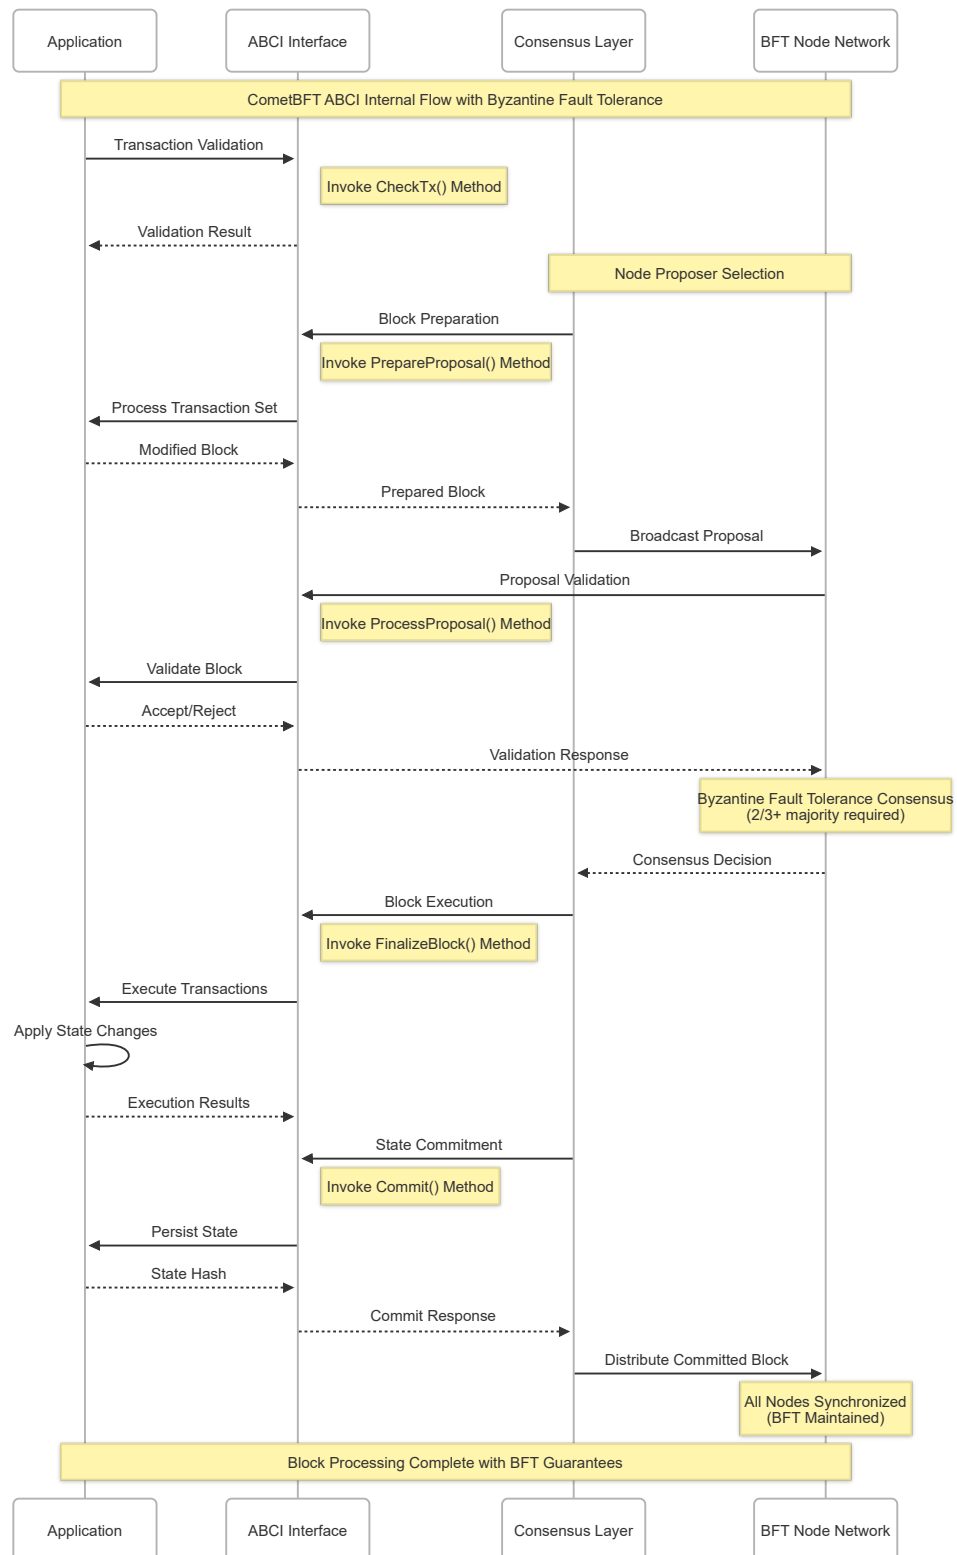 Application
ABCI Interface
Consensus Layer
BFT Node Network
CometBFT ABCI Internal Flow with Byzantine Fault Tolerance
Transaction Validation
Invoke CheckTx() Method
Validation Result
Node Proposer Selection
Block Preparation
Invoke PrepareProposal() Method
Process Transaction Set
Modified Block
Prepared Block
Broadcast Proposal
Proposal Validation
Invoke ProcessProposal() Method
Validate Block
Accept/Reject
Validation Response
Byzantine Fault Tolerance Consensus
(2/3+ majority required)
Consensus Decision
Block Execution
Invoke FinalizeBlock() Method
Execute Transactions
Apply State Changes
Execution Results
State Commitment
Invoke Commit() Method
Persist State
State Hash
Commit Response
Distribute Committed Block
All Nodes Synchronized
(BFT Maintained)
Block Processing Complete with BFT Guarantees
Application
ABCI Interface
Consensus Layer
BFT Node Network